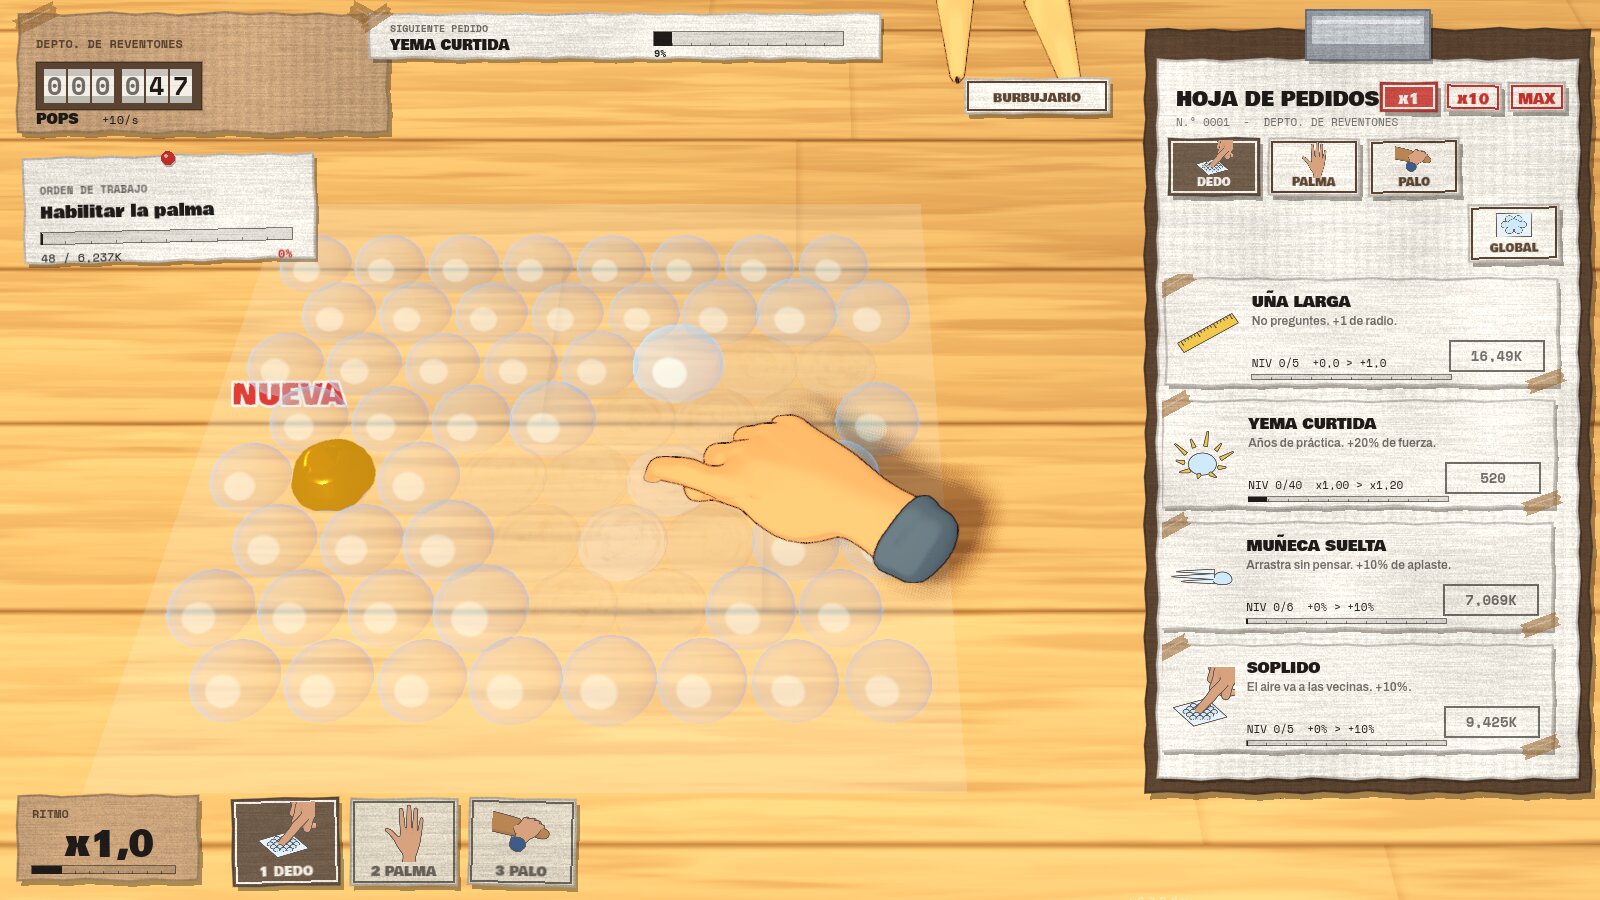 DEPTO. DE REVENTONES
000 047
POPS +10/s
SIGUIENTE PEDIDO
YEMA CURTIDA
9%
BURBUJARIO
ORDEN DE TRABAJO
Habilitar la palma
48 / 6,237K 0%
NUEVA
HOJA DE PEDIDOS x1 x10 MAX
N.° 0001 - DEPTO. DE REVENTONES
DEDO PALMA PALO
GLOBAL
UÑA LARGA
No preguntes. +1 de radio.
NIV 0/5 +0,0 > +1,0 16,49K
YEMA CURTIDA
Años de práctica. +20% de fuerza.
NIV 0/40 x1,00 > x1,20 520
MUÑECA SUELTA
Arrastra sin pensar. +10% de aplaste.
NIV 0/6 +0% > +10% 7,069K
SOPLIDO
El aire va a las vecinas. +10%.
NIV 0/5 +0% > +10% 9,425K
RITMO
x1,0
1 DEDO 2 PALMA 3 PALO